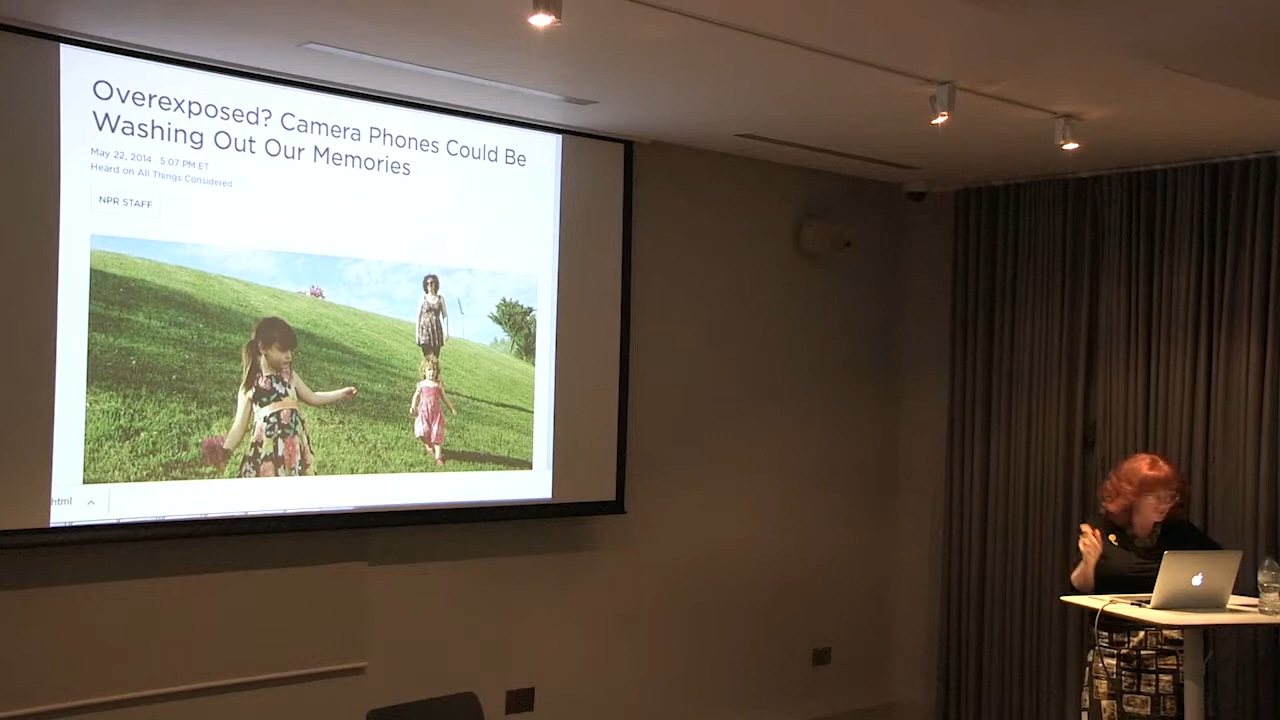 Overexposed? Camera Phones Could Be
Washing Out Our Memories
May 22, 2014 5:07 PM ET
Heard on All Things Considered
NPR STAFF
html